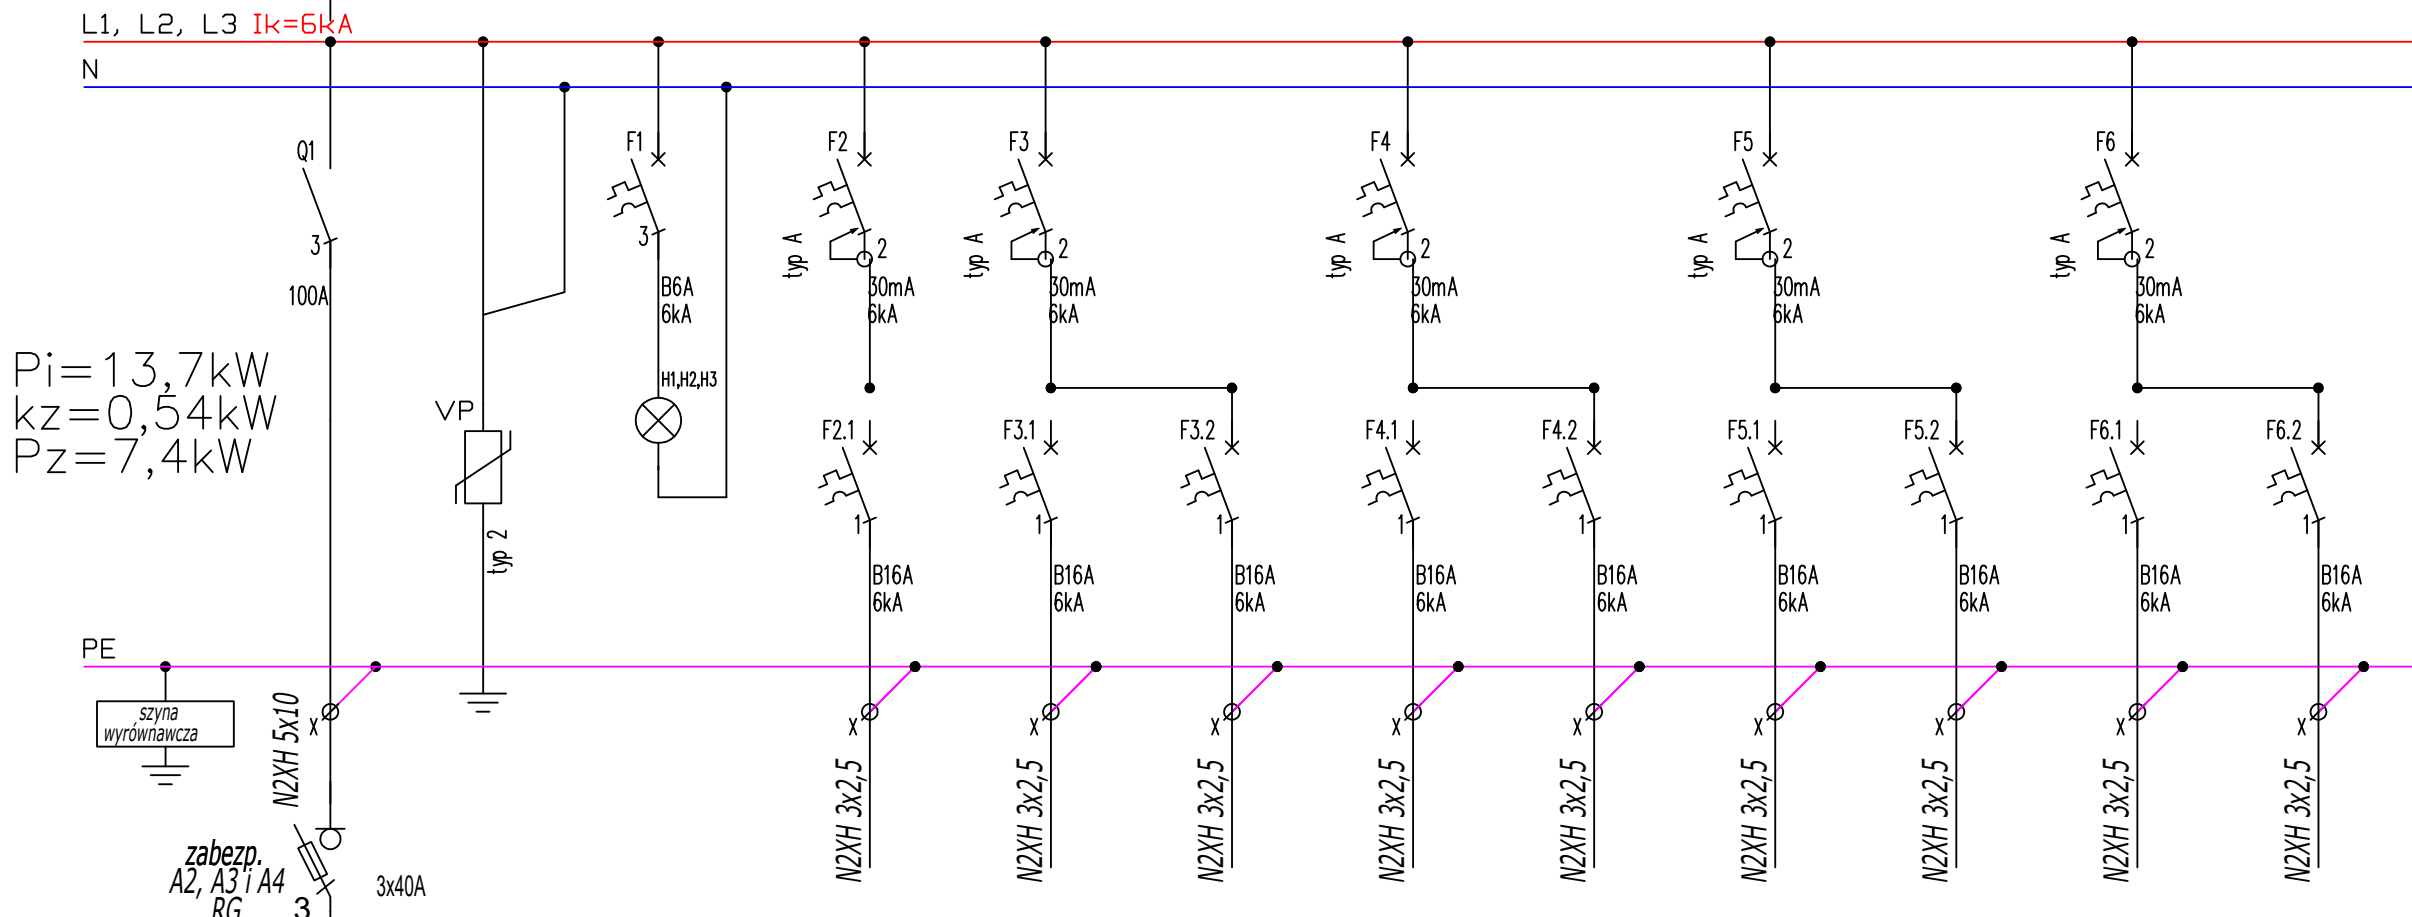 L1, L2, L3 Ik=6kA
N
Q1
F1
F2
F3
F4
F5
F6
3
3
2
2
2
2
2
typ A
typ A
typ A
typ A
typ A
100A
B6A
6kA
30mA
6kA
30mA
6kA
30mA
6kA
30mA
6kA
30mA
6kA
Pi=13,7kW
kz=0,54kW
Pz=7,4kW
H1,H2,H3
VP
typ 2
F2.1
F3.1
F3.2
F4.1
F4.2
F5.1
F5.2
F6.1
F6.2
1
1
1
1
1
1
1
1
1
B16A
6kA
B16A
6kA
B16A
6kA
B16A
6kA
B16A
6kA
B16A
6kA
B16A
6kA
B16A
6kA
B16A
6kA
PE
szyna
wyrównawcza
X
X
X
X
X
X
X
X
X
X
N2XH 5x10
N2XH 3x2,5
N2XH 3x2,5
N2XH 3x2,5
N2XH 3x2,5
N2XH 3x2,5
N2XH 3x2,5
N2XH 3x2,5
N2XH 3x2,5
N2XH 3x2,5
zabezp.
A2, A3 i A4
RG
3
3x40A